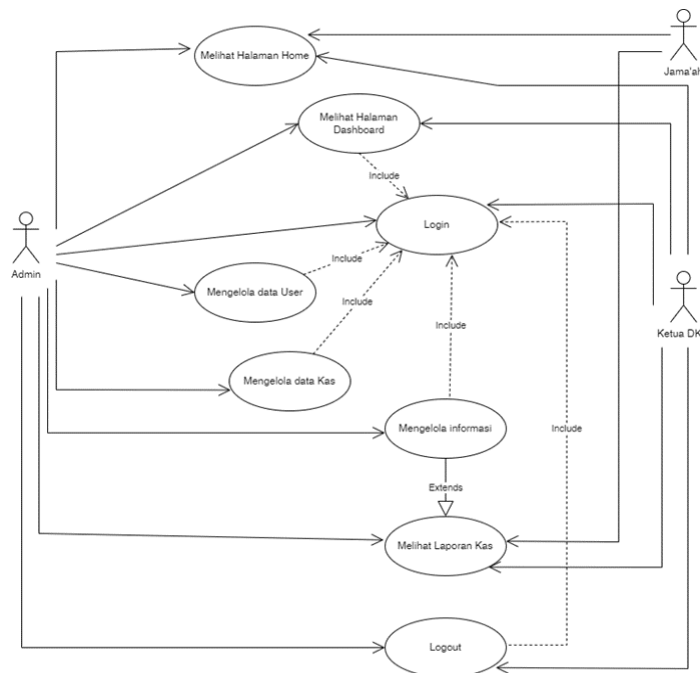 Melihat Halaman Home
Jama'ah
Melihat Halaman
Dashboard
Include
Login
Admin
Include
Mengelola data User
Include
Include
Ketua DK
Mengelola data Kas
Mengelola informasi
Include
Extends
Melihat Laporan Kas
Logout